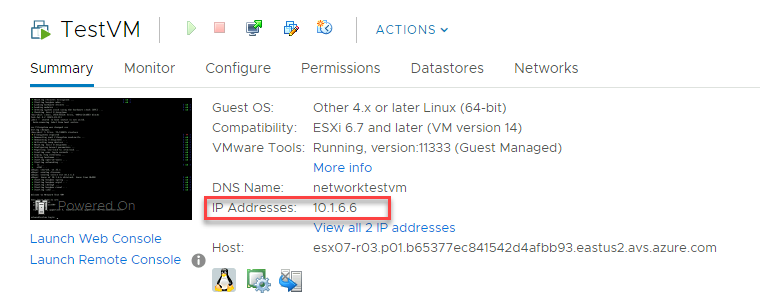 TestVM
ACTIONS
Summary Monitor Configure Permissions Datastores Networks
Guest OS: Other 4.x or later Linux (64-bit)
Compatibility: ESXi 6.7 and later (VM version 14)
VMware Tools: Running, version:11333 (Guest Managed)
More info
DNS Name: networktestvm
IP Addresses: 10.1.6.6
View all 2 IP addresses
Host: esx07-r03.p01.b65377ec841542d4afbb93.eastus2.avs.azure.com
Powered On
Launch Web Console
Launch Remote Console